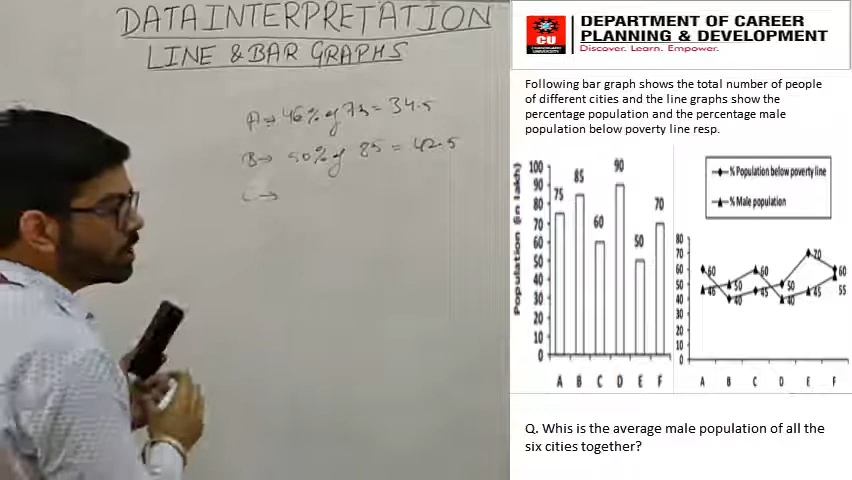 DATA INTERPRETATION
LINE & BAR GRAPHS
A→ 46% of 75 = 34.5
B→ 50% of 85 = 42.5
C→
CU
DEPARTMENT OF CAREER
PLANNING & DEVELOPMENT
Discover. Learn. Empower.
Following bar graph shows the total number of people
of different cities and the line graphs show the
percentage population and the percentage male
population below poverty line resp.
Population (in lakh)
100
90
80
70
60
50
40
30
20
10
0
75
85
60
90
50
70
A B C D E F
% Population below poverty line
% Male population
80
70
60
50
40
30
20
10
0
60
46
50
40
60
45
50
40
70
45
60
55
A B C D E F
Q. Whis is the average male population of all the
six cities together?